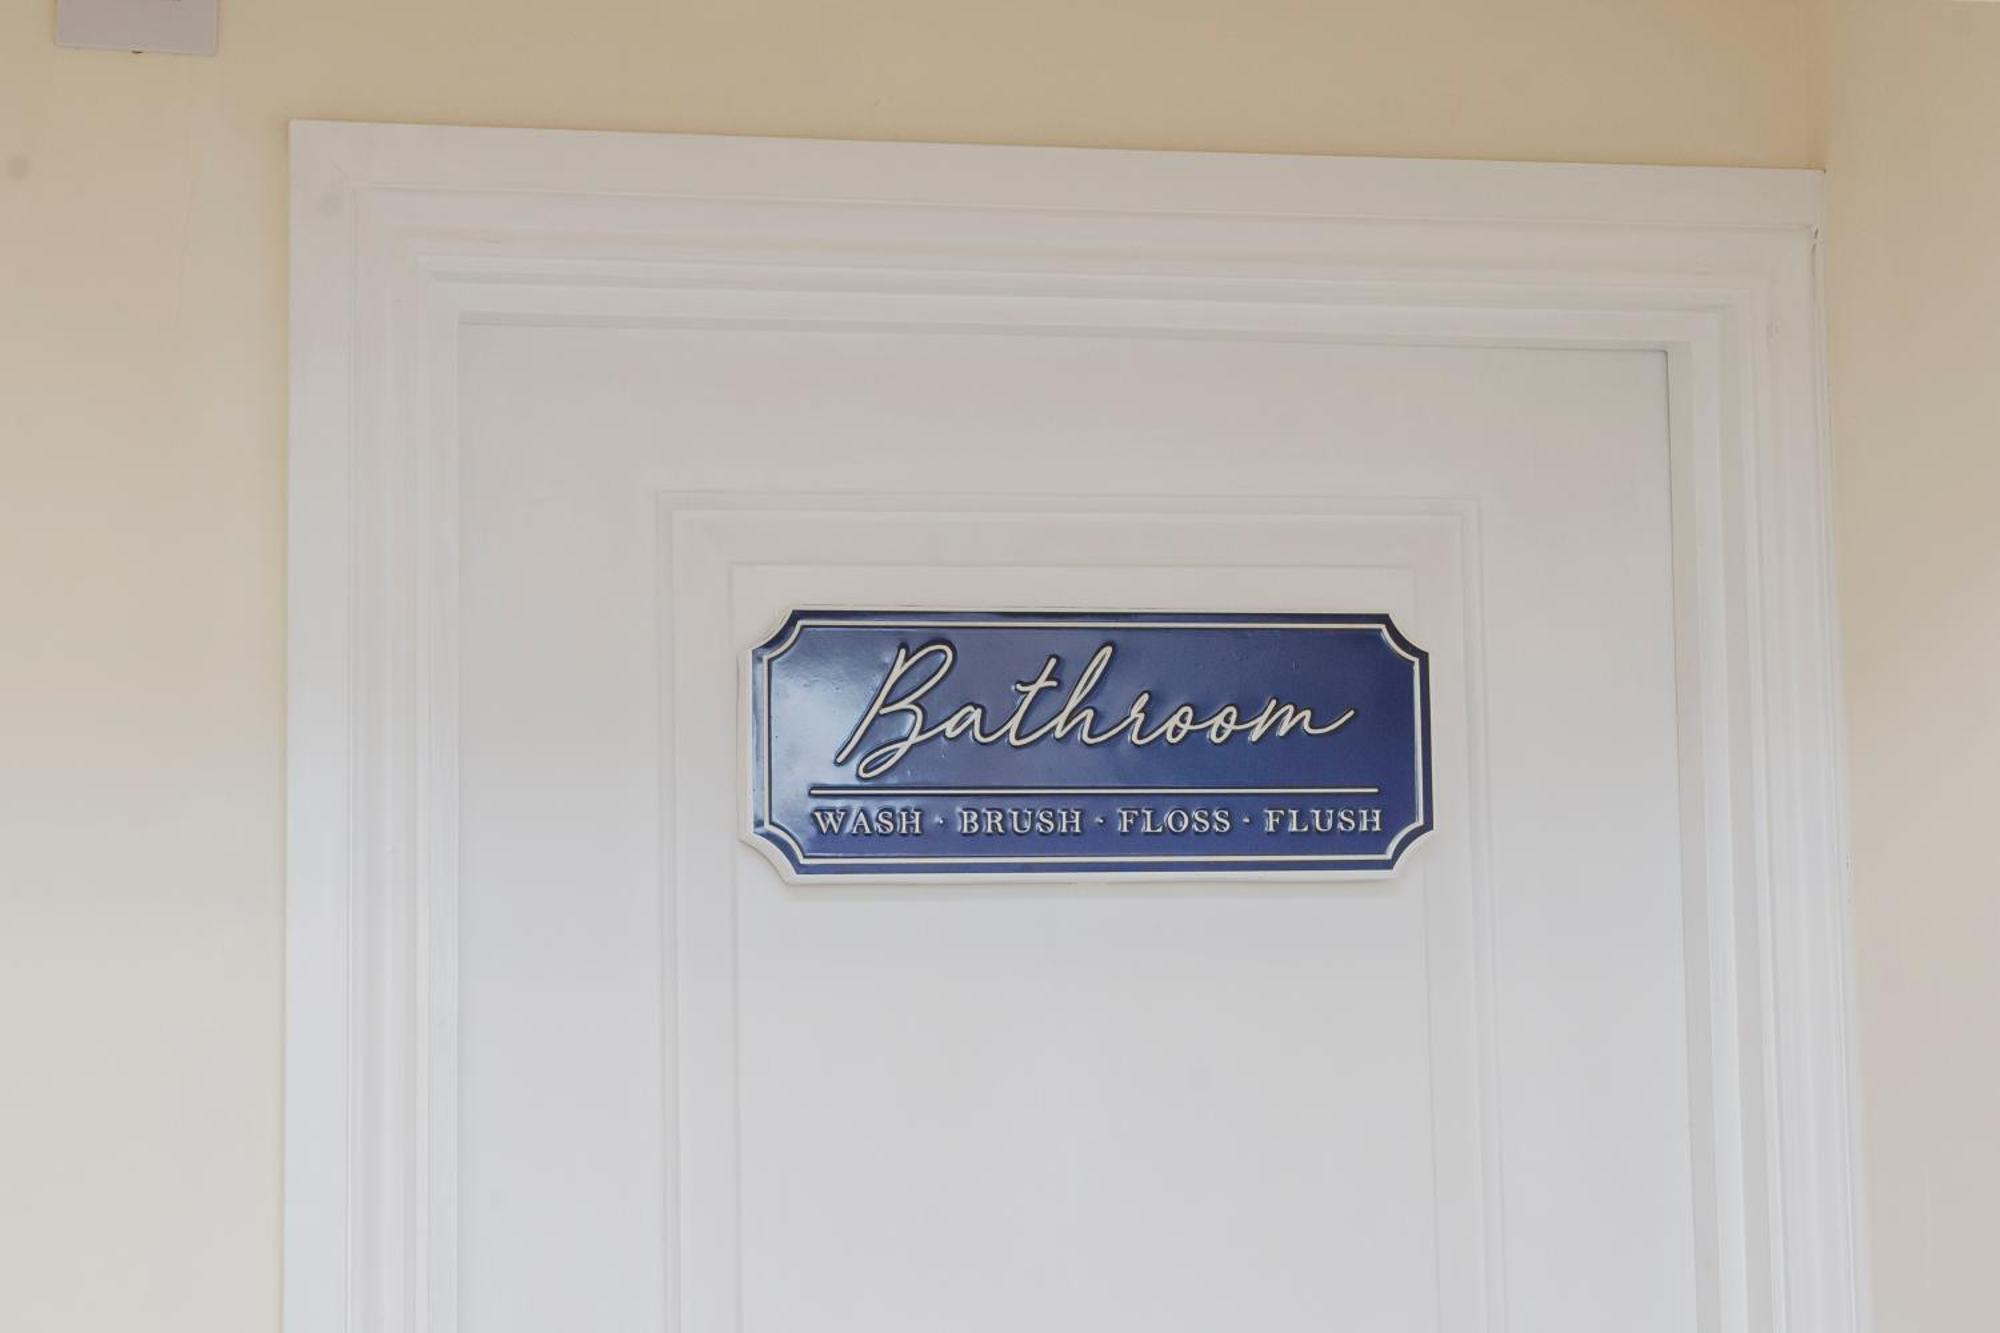 Bathroom
WASH · BRUSH · FLOSS · FLUSH